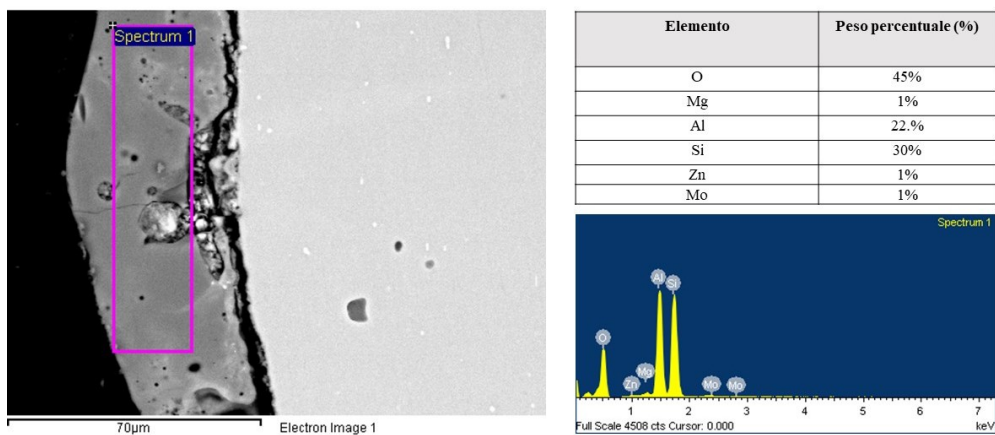 Spectrum 1
70µm Electron Image 1
Elemento Peso percentuale (%)
O 45%
Mg 1%
Al 22.%
Si 30%
Zn 1%
Mo 1%
Spectrum 1
Al Si
O
Zn Mg Mo Mo
1 2 3 4 5 6 7
Full Scale 4508 cts Cursor: 0.000 keV